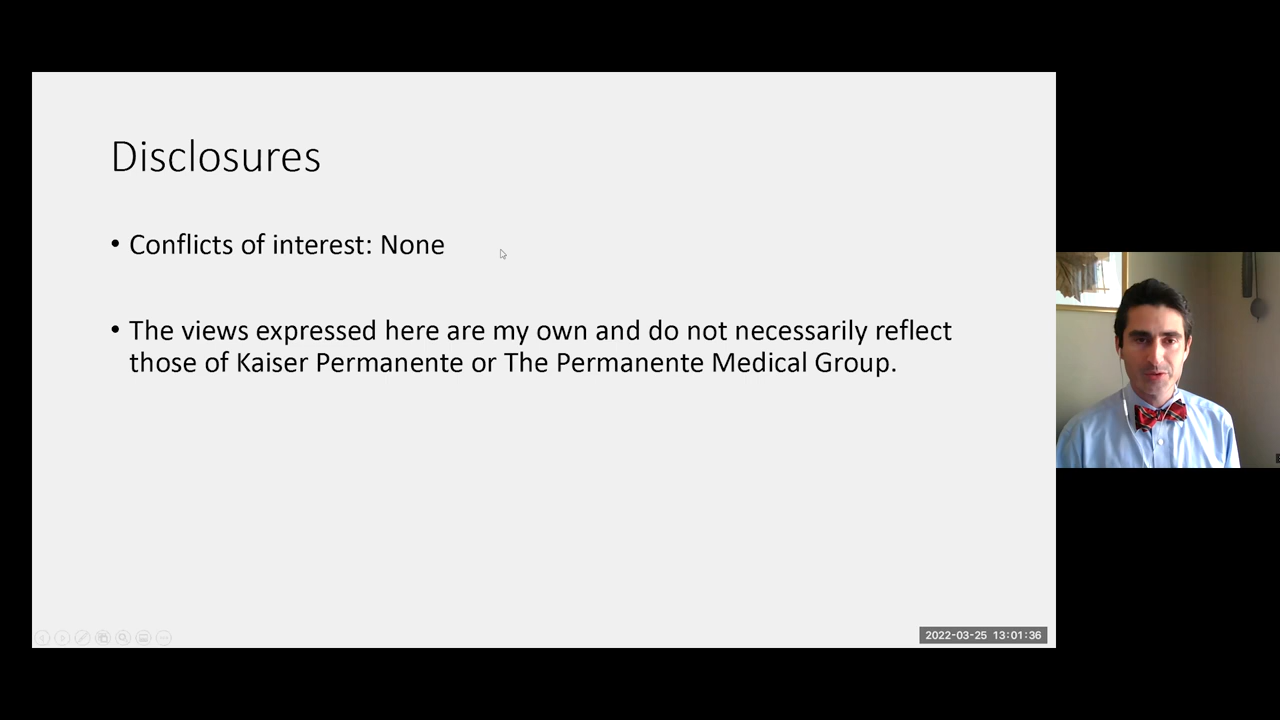 Disclosures
• Conflicts of interest: None
• The views expressed here are my own and do not necessarily reflect
those of Kaiser Permanente or The Permanente Medical Group.
2022-03-25 13:01:36